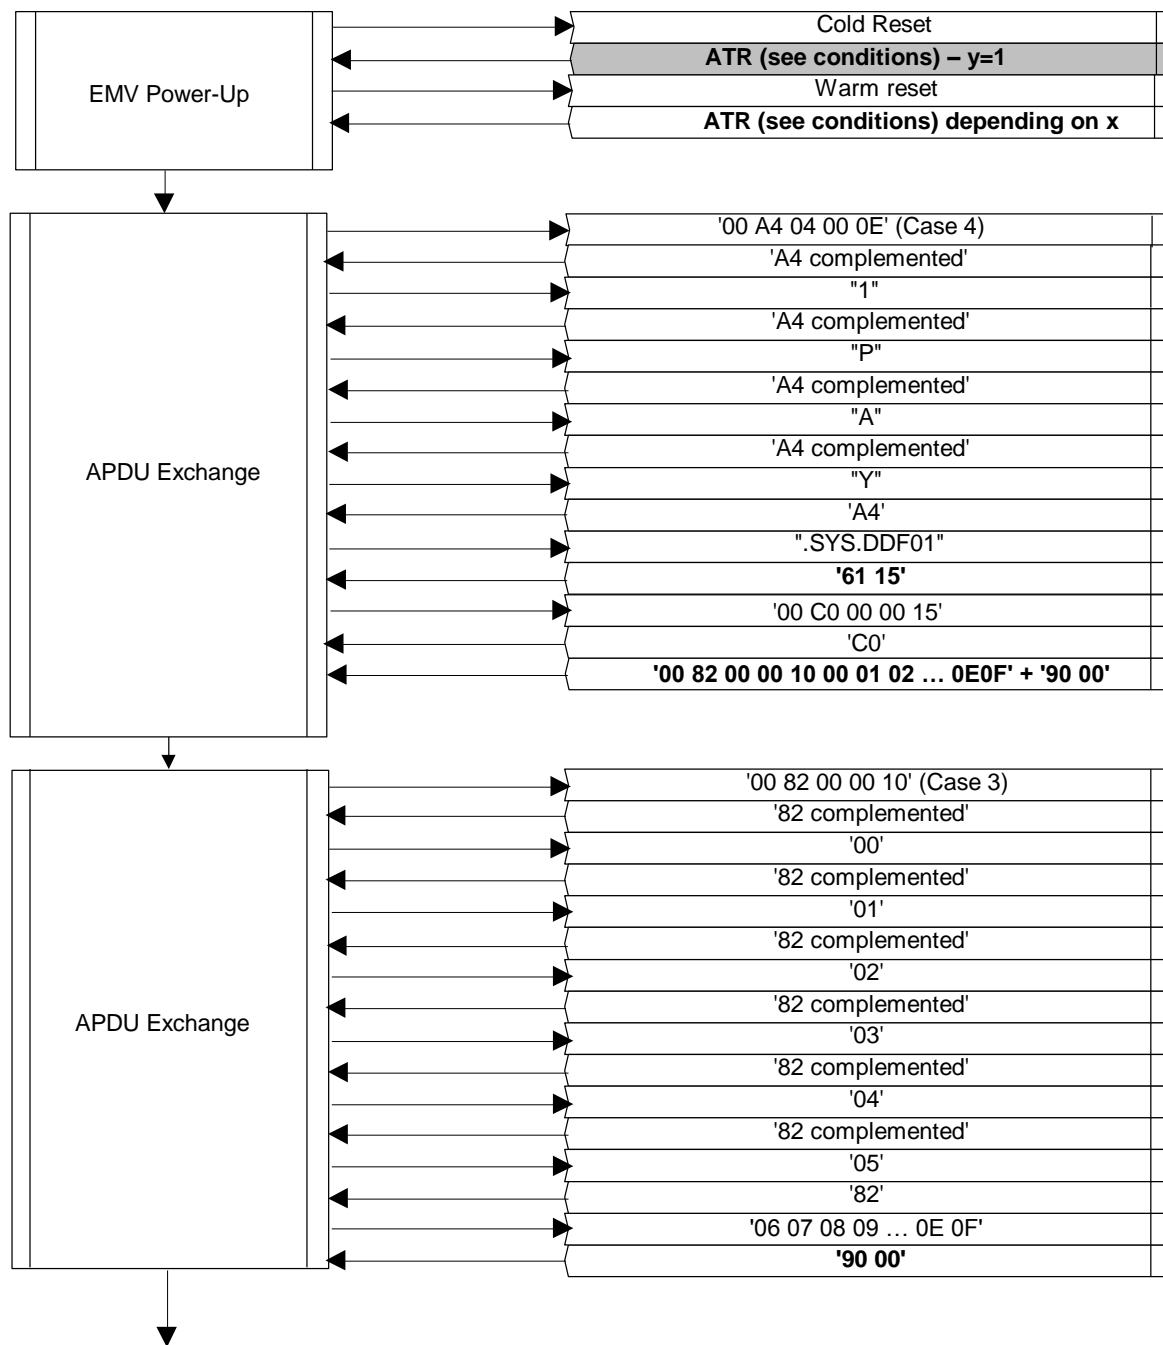 Cold Reset
ATR (see conditions) – y=1
EMV Power-Up
Warm reset
ATR (see conditions) depending on x
'00 A4 04 00 0E' (Case 4)
'A4 complemented'
"1"
'A4 complemented'
"P"
'A4 complemented'
"A"
'A4 complemented'
APDU Exchange
"Y"
'A4'
".SYS.DDF01"
'61 15'
'00 C0 00 00 15'
'C0'
'00 82 00 00 10 00 01 02 … 0E0F' + '90 00'
'00 82 00 00 10' (Case 3)
'82 complemented'
'00'
'82 complemented'
'01'
'82 complemented'
'02'
'82 complemented'
APDU Exchange
'03'
'82 complemented'
'04'
'82 complemented'
'05'
'82'
'06 07 08 09 … 0E 0F'
'90 00'